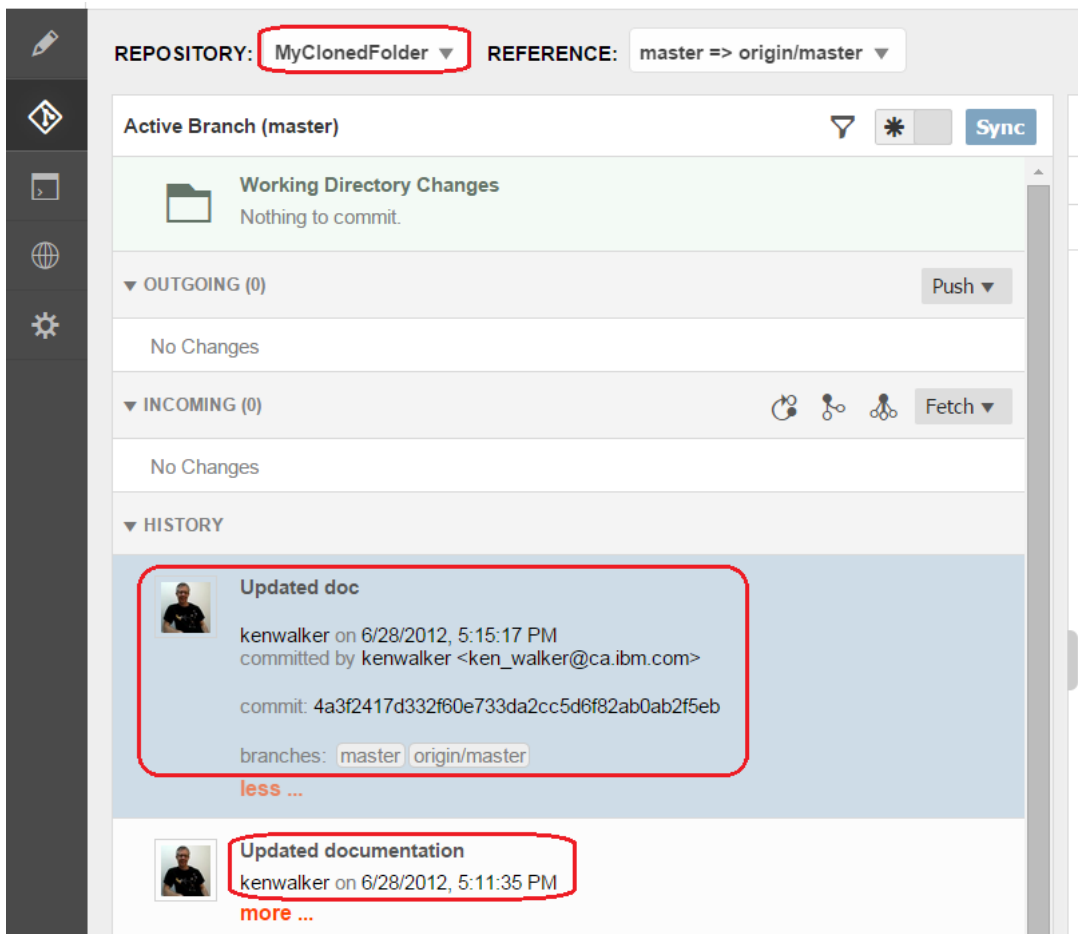 REPOSITORY: MyClonedFolder ▼ REFERENCE: master => origin/master ▼
Active Branch (master) Sync
Working Directory Changes
Nothing to commit.
▼ OUTGOING (0) Push ▼
No Changes
▼ INCOMING (0) Fetch ▼
No Changes
▼ HISTORY
Updated doc
kenwalker on 6/28/2012, 5:15:17 PM
committed by kenwalker <ken_walker@ca.ibm.com>
commit: 4a3f2417d332f60e733da2cc5d6f82ab0ab2f5eb
branches: master origin/master
less ...
Updated documentation
kenwalker on 6/28/2012, 5:11:35 PM
more ...